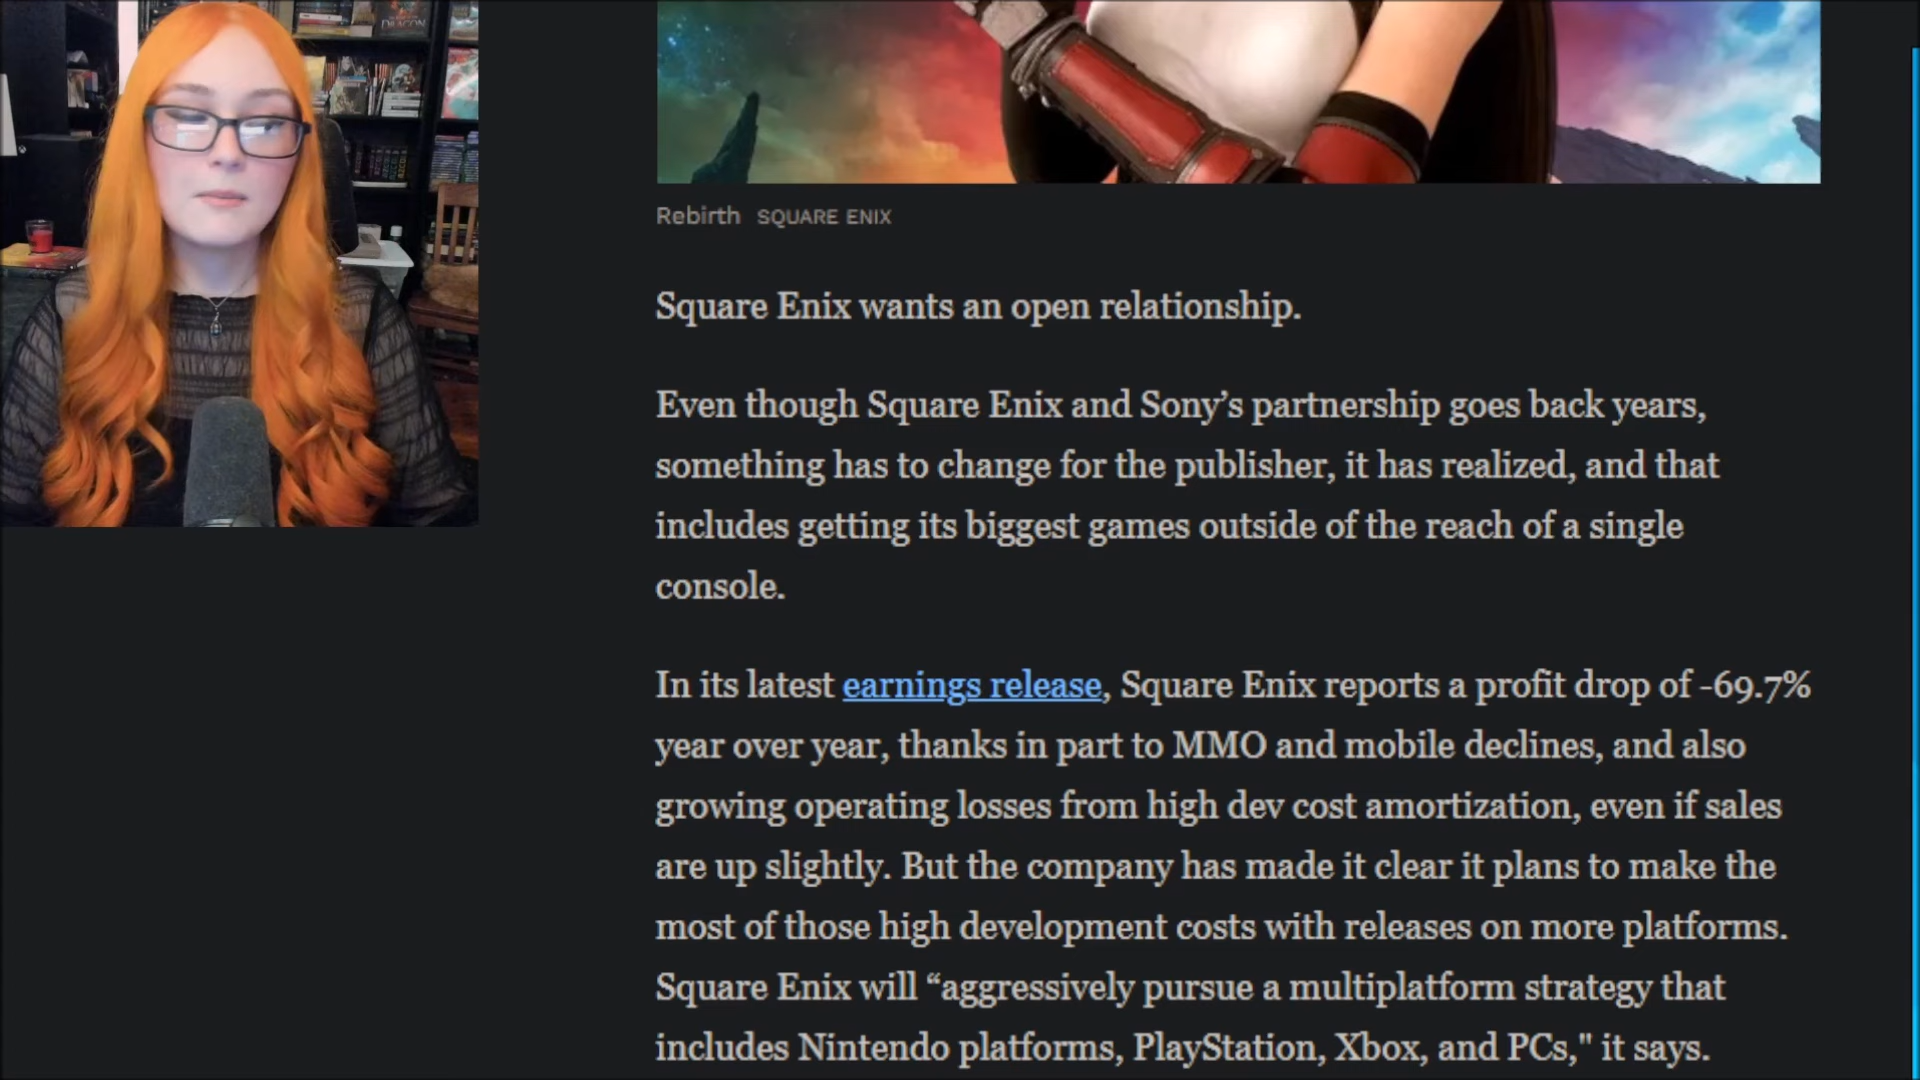 DRAGON
Rebirth SQUARE ENIX
Square Enix wants an open relationship.
Even though Square Enix and Sony’s partnership goes back years,
something has to change for the publisher, it has realized, and that
includes getting its biggest games outside of the reach of a single
console.
In its latest earnings release, Square Enix reports a profit drop of -69.7%
year over year, thanks in part to MMO and mobile declines, and also
growing operating losses from high dev cost amortization, even if sales
are up slightly. But the company has made it clear it plans to make the
most of those high development costs with releases on more platforms.
Square Enix will “aggressively pursue a multiplatform strategy that
includes Nintendo platforms, PlayStation, Xbox, and PCs," it says.